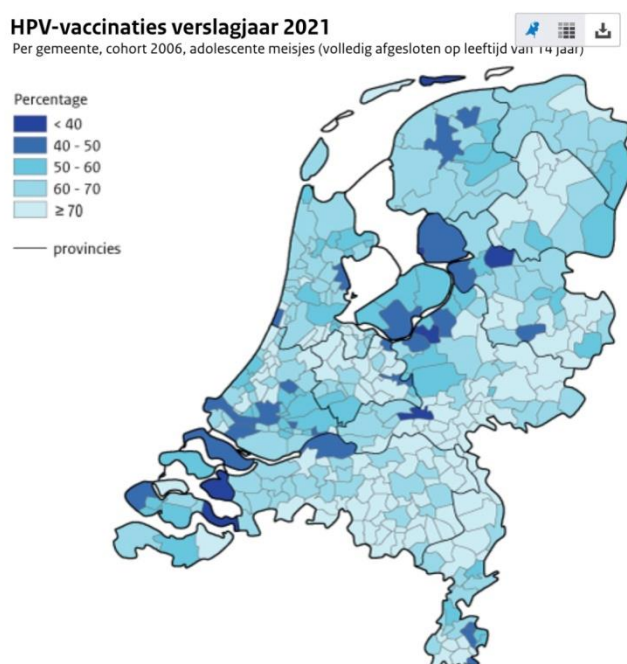 HPV-vaccinaties verslagjaar 2021
Per gemeente, cohort 2006, adolescente meisjes (volledig afgesloten op leeftijd van 14 jaar)
Percentage
< 40
40 - 50
50 - 60
60 - 70
≥ 70
provincies